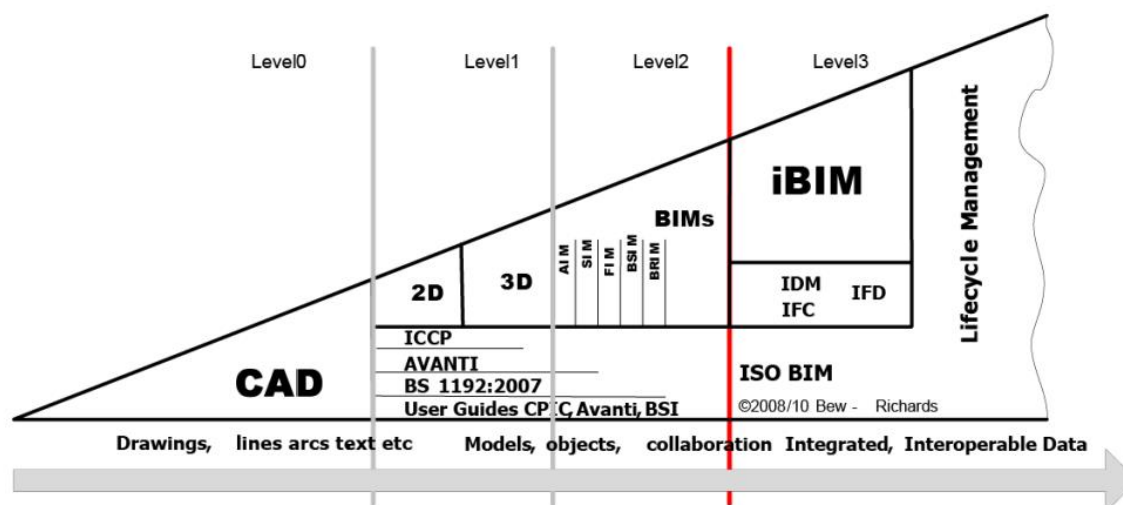 Level0
Level1
Level2
Level3
iBIM
BIMs
Lifecycle Management
2D
3D
AIM
SIM
FIM
BSIM
BRIM
IDM
IFD
IFC
ICCP
AVANTI
CAD
BS 1192:2007
ISO BIM
User Guides CPIC, Avanti, BSI
©2008/10 Bew - Richards
Drawings, lines arcs text etc
Models, objects, collaboration
Integrated, Interoperable Data